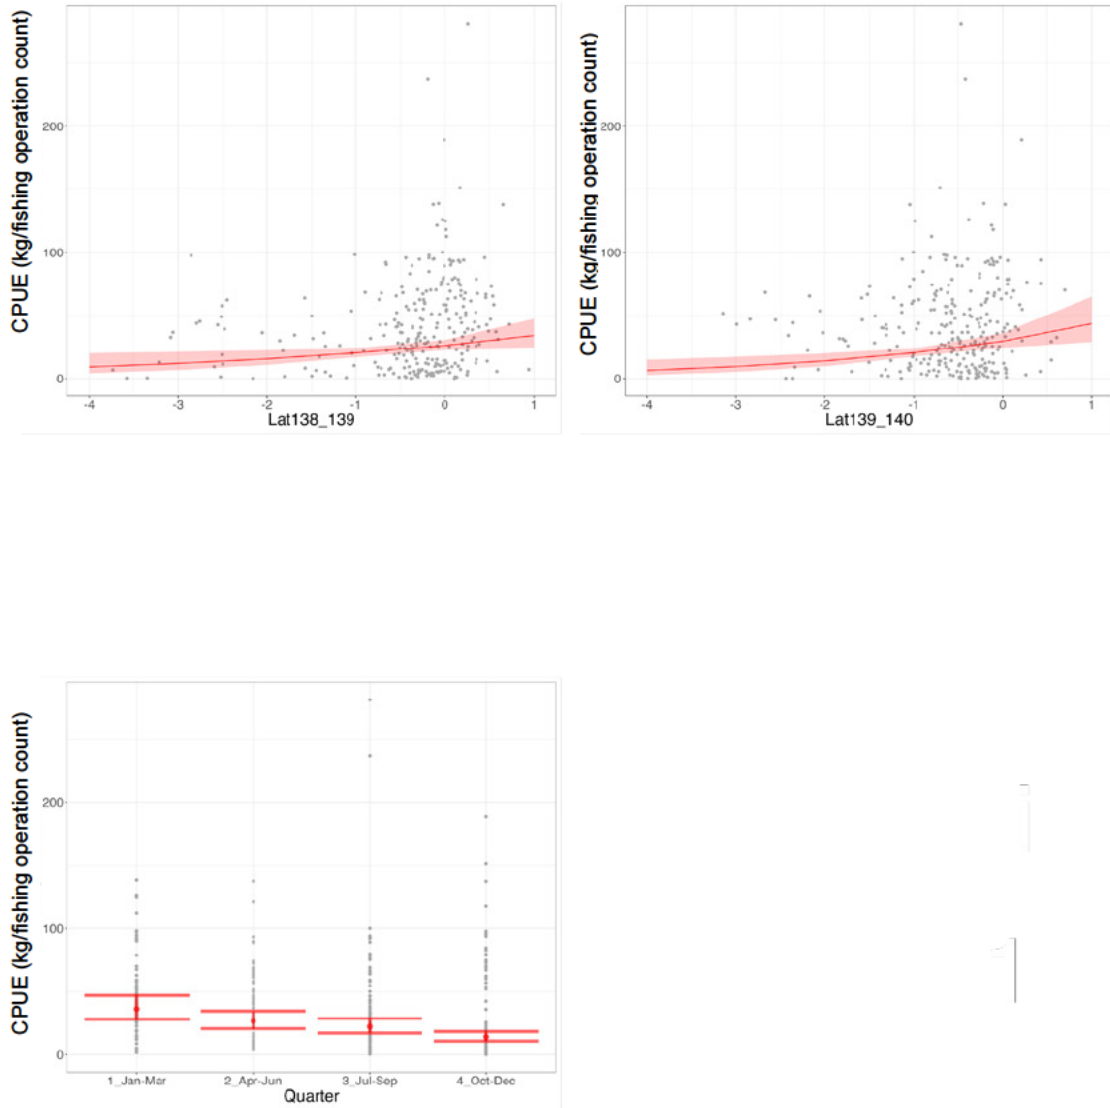 CPUE (kg/fishing operation count)
200
100
0
-4 -3 -2 -1 0 1
Lat138_139
CPUE (kg/fishing operation count)
200
100
0
-4 -3 -2 -1 0 1
Lat139_140
CPUE (kg/fishing operation count)
200
100
0
1_Jan-Mar 2_Apr-Jun 3_Jul-Sep 4_Oct-Dec
Quarter